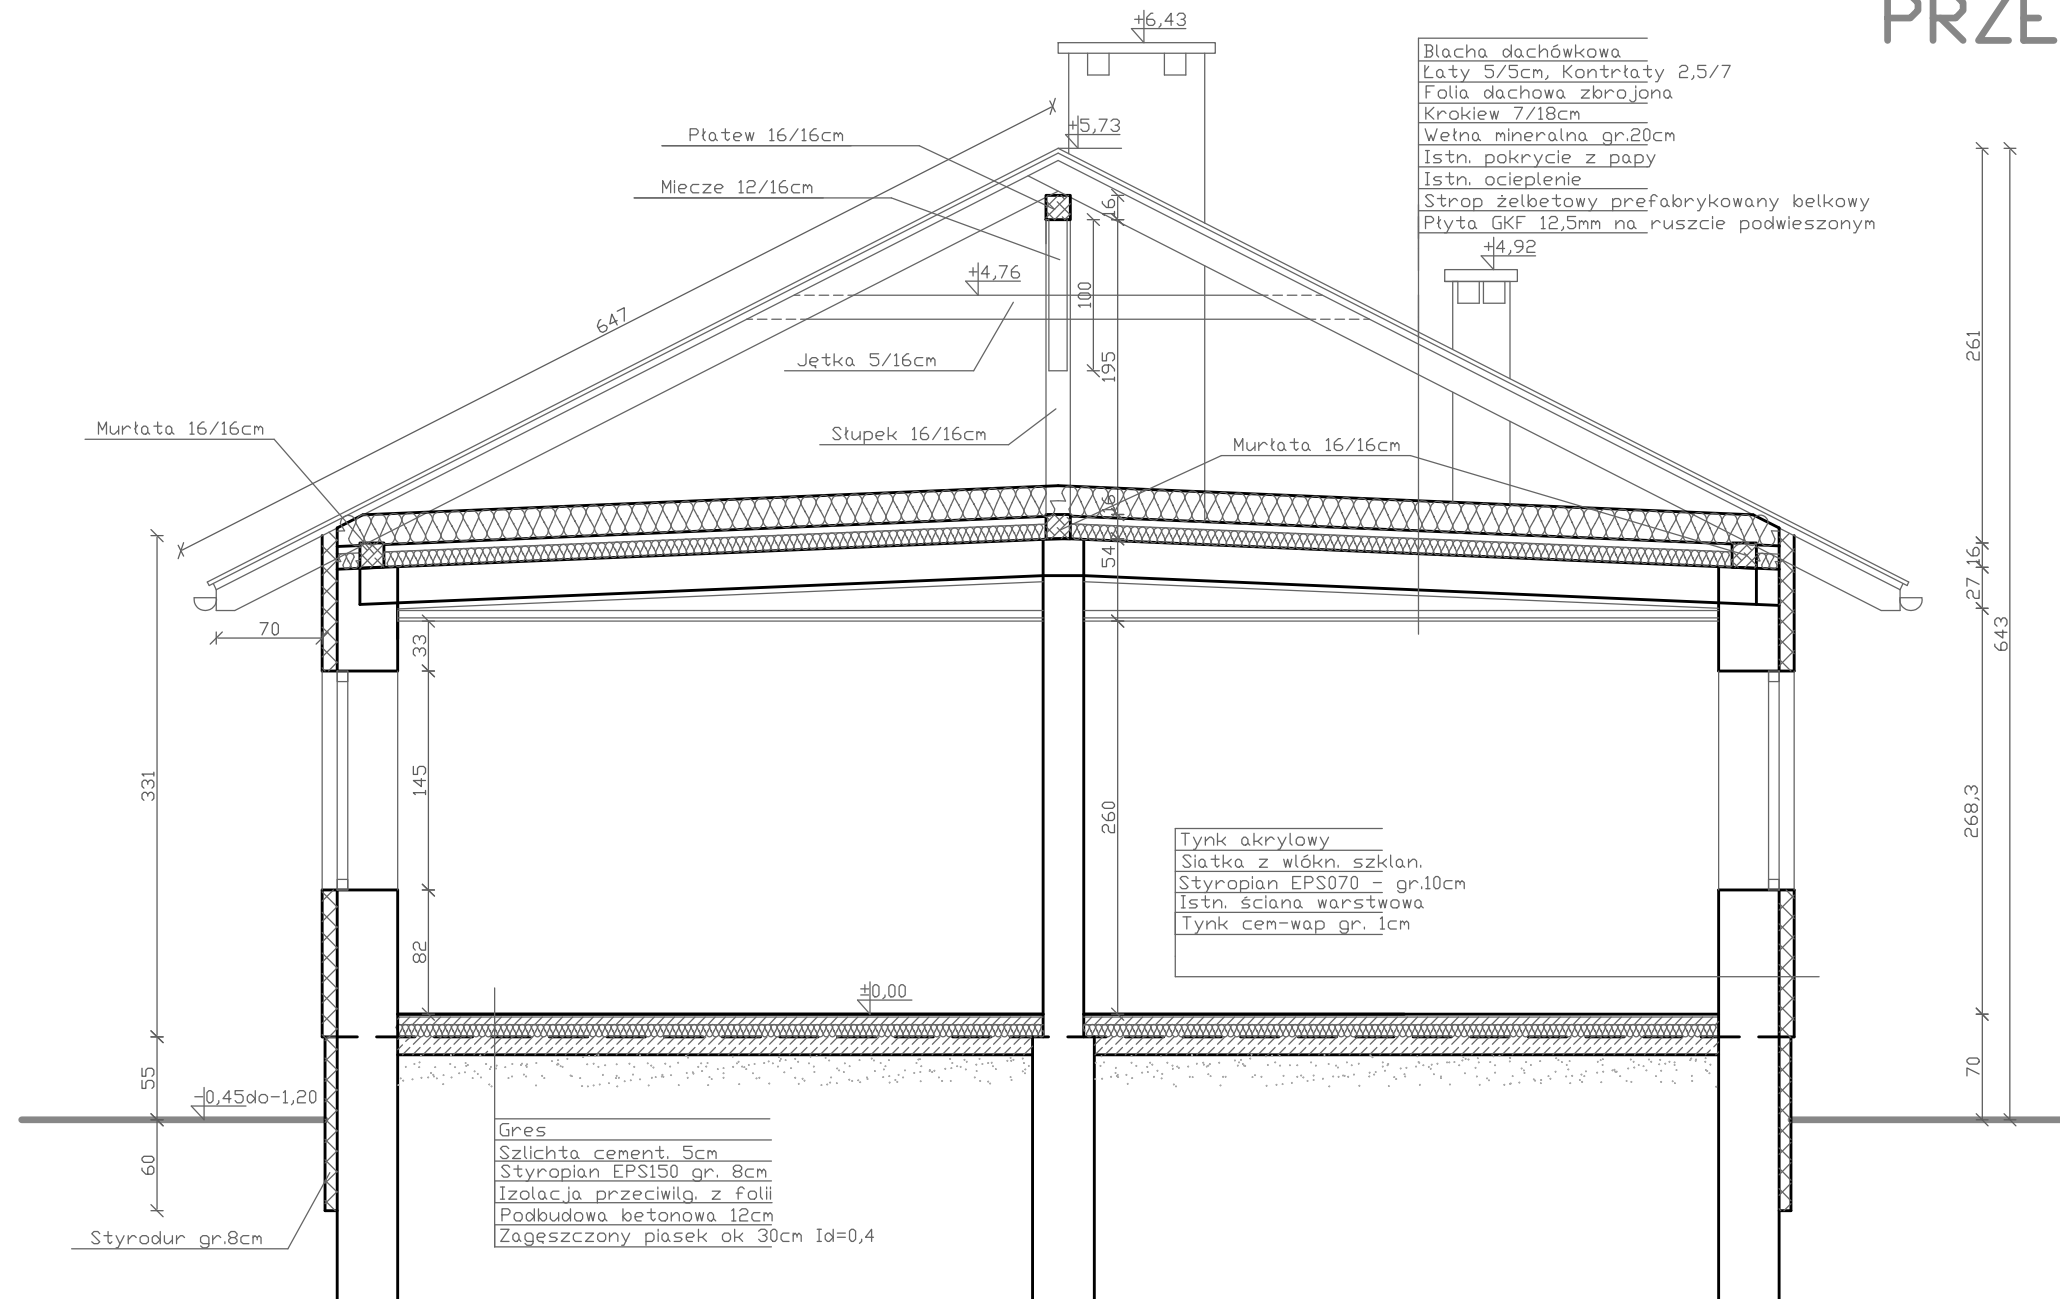 PRZE
+6,43
Blacha dachówkowa
Łaty 5/5cm, Kontrłaty 2,5/7
Folia dachowa zbrojona
Krokiew 7/18cm
Wełna mineralna gr.20cm
Istn. pokrycie z papy
Istn. ocieplenie
Strop żelbetowy prefabrykowany belkowy
Płyta GKF 12,5mm na ruszcie podwieszonym
+5,73
Płatew 16/16cm
Miecze 12/16cm
16
+4,92
+4,76
100
647
261
195
Jętka 5/16cm
Murłata 16/16cm
Słupek 16/16cm
Murłata 16/16cm
16
54
16
27
643
70
33
331
145
260
268,3
Tynk akrylowy
Siatka z wlókn. szklan.
Styropian EPS070 - gr.10cm
Istn. ściana warstwowa
Tynk cem-wap gr. 1cm
82
±0,00
55
70
-0,45do-1,20
60
Gres
Szlichta cement. 5cm
Styropian EPS150 gr. 8cm
Izolacja przeciwilg. z folii
Podbudowa betonowa 12cm
Zagęszczony piasek ok 30cm Id=0,4
Styrodur gr.8cm